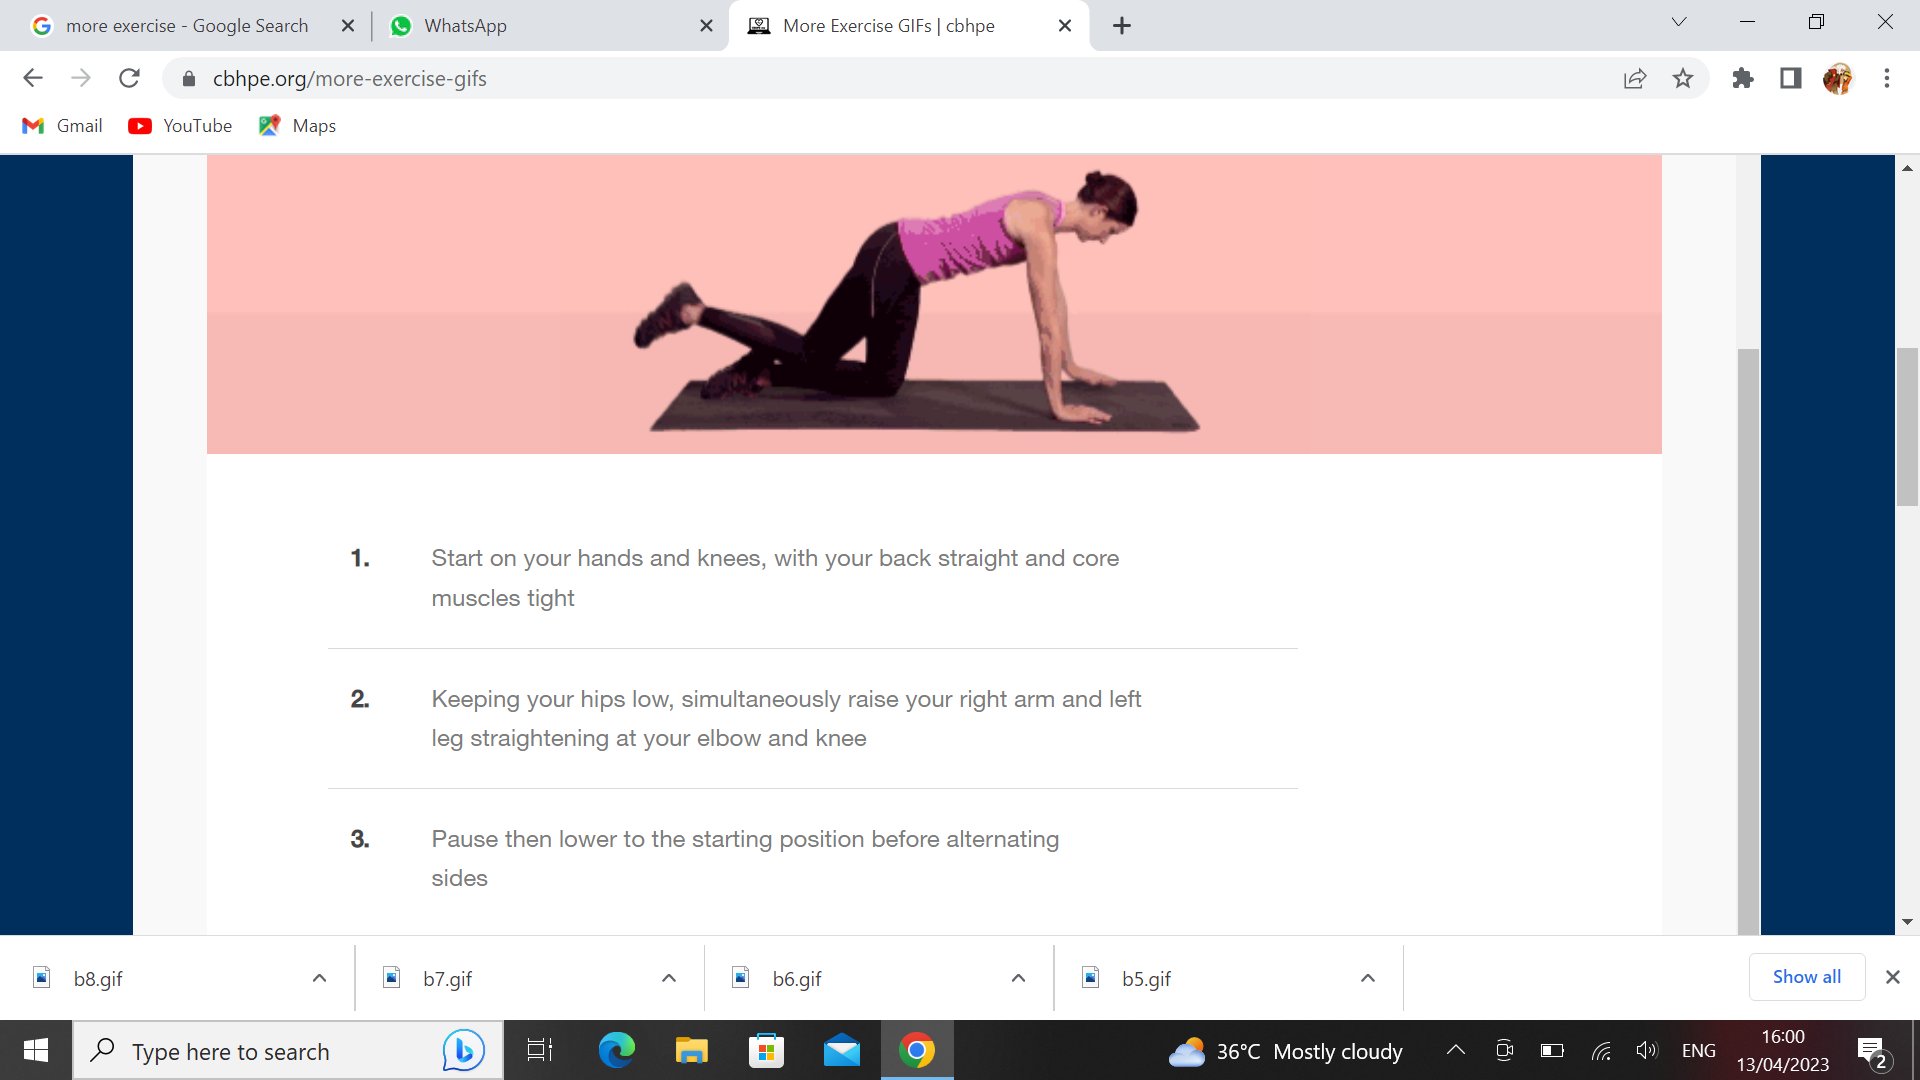 more exercise - Google Search
WhatsApp
More Exercise GIFs | cbhpe
cbhpe.org/more-exercise-gifs
Gmail
YouTube
Maps
1. Start on your hands and knees, with your back straight and core
muscles tight
2. Keeping your hips low, simultaneously raise your right arm and left
leg straightening at your elbow and knee
3. Pause then lower to the starting position before alternating
sides
b8.gif
b7.gif
b6.gif
b5.gif
Show all
Type here to search
36°C Mostly cloudy
ENG
16:00
13/04/2023
2